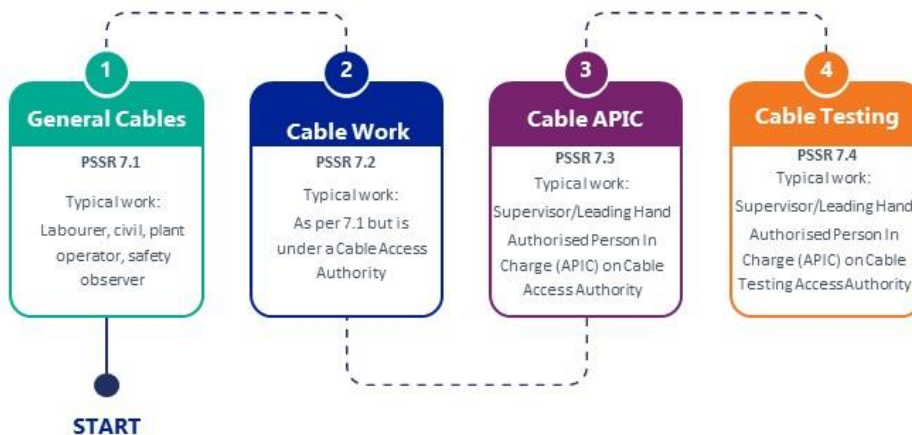 1
General Cables
PSSR 7.1
Typical work:
Labourer, civil, plant
operator, safety
observer
START
2
Cable Work
PSSR 7.2
Typical work:
As per 7.1 but is
under a Cable Access
Authority
3
Cable APIC
PSSR 7.3
Typical work:
Supervisor/Leading Hand
Authorised Person In
Charge (APIC) on Cable
Access Authority
4
Cable Testing
PSSR 7.4
Typical work:
Supervisor/Leading Hand
Authorised Person In
Charge (APIC) on Cable
Testing Access Authority